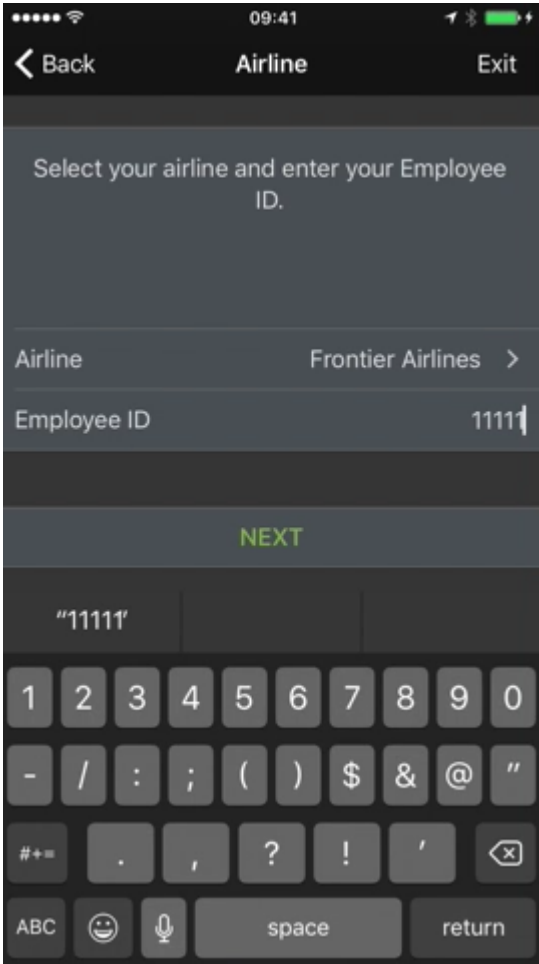 09:41
Back Airline Exit
Select your airline and enter your Employee
ID.
Airline Frontier Airlines
Employee ID 11111
NEXT
“11111”
1 2 3 4 5 6 7 8 9 0
- / : ; ( ) $ & @ "
#+= . , ? ! ' 
ABC space return